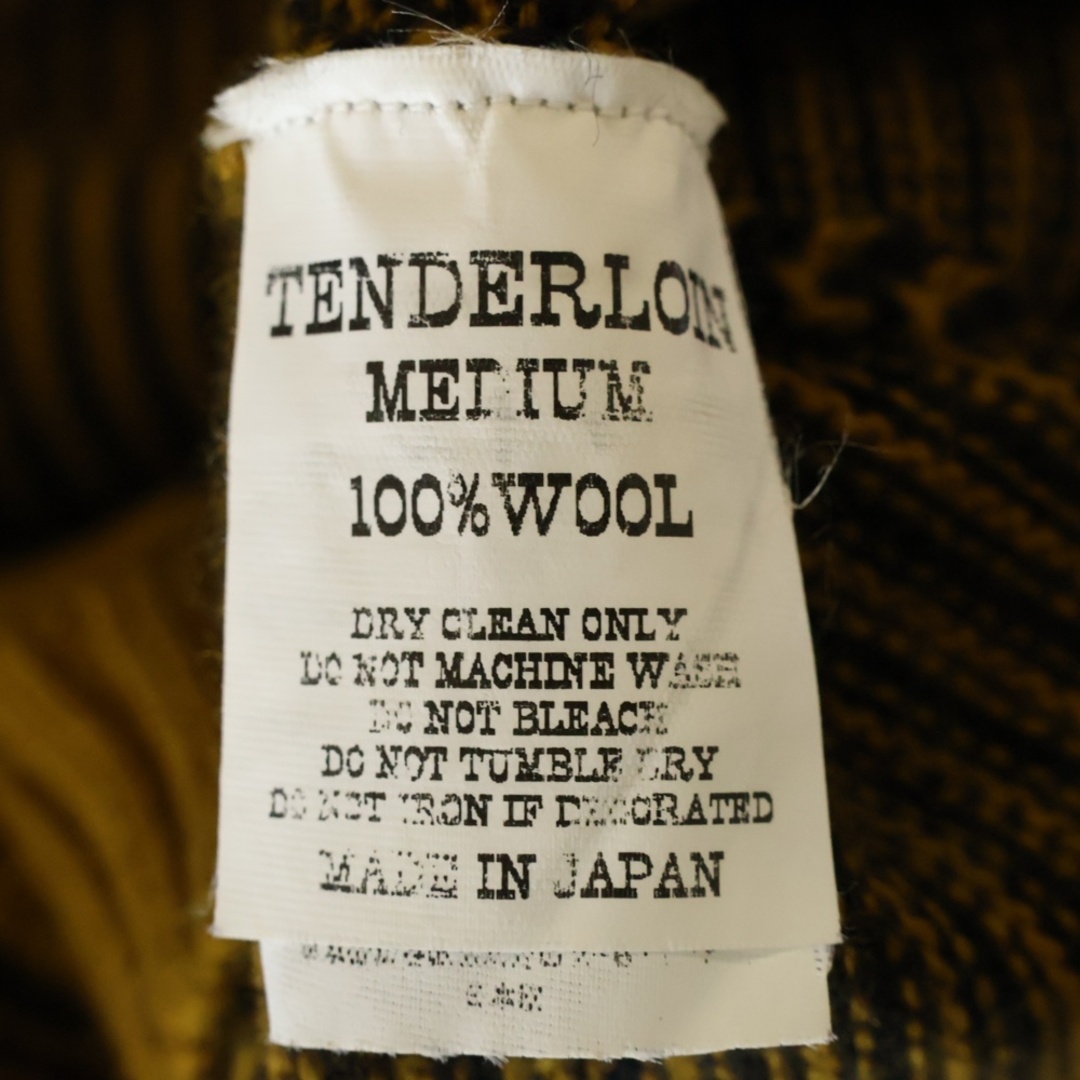 TENDERLOIN
MEDIUM
100%WOOL
DRY CLEAN ONLY
DO NOT MACHINE WASH
DO NOT BLEACH
DO NOT TUMBLE DRY
DO NOT IRON IF DECORATED
MADE IN JAPAN